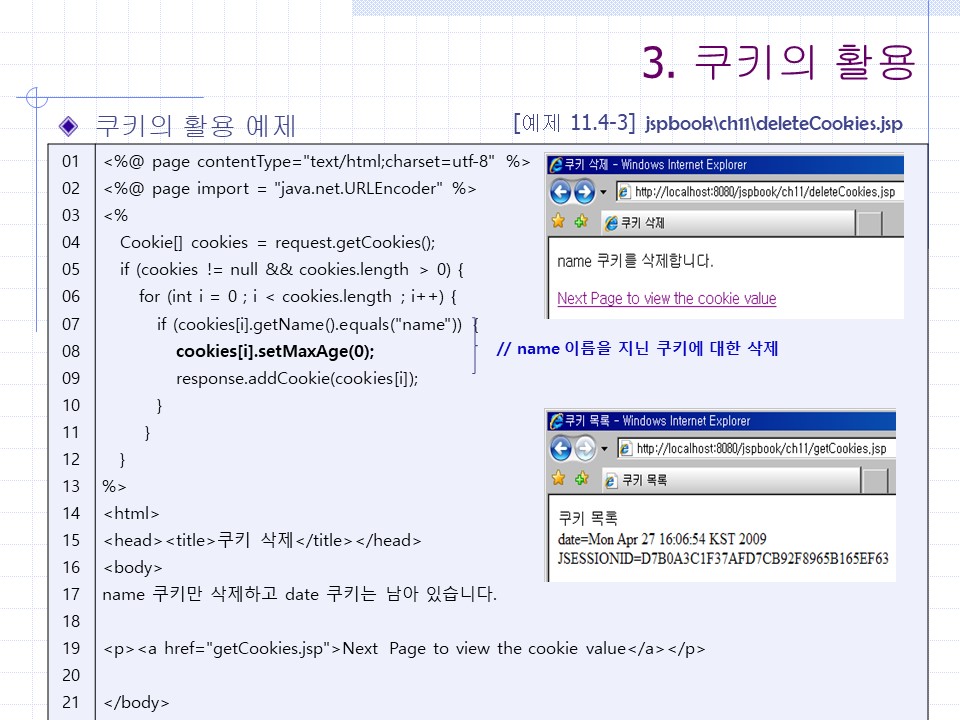 3. 쿠키의 활용
쿠키의 활용 예제
[예제 11.4-3] jspbook\ch11\deleteCookies.jsp
01 <%@ page contentType="text/html;charset=utf-8" %>
02 <%@ page import = "java.net.URLEncoder" %>
03 <%
04 Cookie[] cookies = request.getCookies();
05 if (cookies != null && cookies.length > 0) {
06 for (int i = 0 ; i < cookies.length ; i++) {
07 if (cookies[i].getName().equals("name")) {
08 cookies[i].setMaxAge(0);
// name 이름을 지닌 쿠키에 대한 삭제
09 response.addCookie(cookies[i]);
10 }
11 }
12 }
13 %>
14 <html>
15 <head><title>쿠키 삭제</title></head>
16 <body>
17 name 쿠키만 삭제하고 date 쿠키는 남아 있습니다.
18
19 <p><a href="getCookies.jsp">Next Page to view the cookie value</a></p>
20
21 </body>
쿠키 삭제 - Windows Internet Explorer
http://localhost:8080/jspbook/ch11/deleteCookies.jsp
쿠키 삭제
name 쿠키를 삭제합니다.
Next Page to view the cookie value
쿠키 목록 - Windows Internet Explorer
http://localhost:8080/jspbook/ch11/getCookies.jsp
쿠키 목록
쿠키 목록
date=Mon Apr 27 16:06:54 KST 2009
JSESSIONID=D7B0A3C1F37AFD7CB92F8965B165EF63